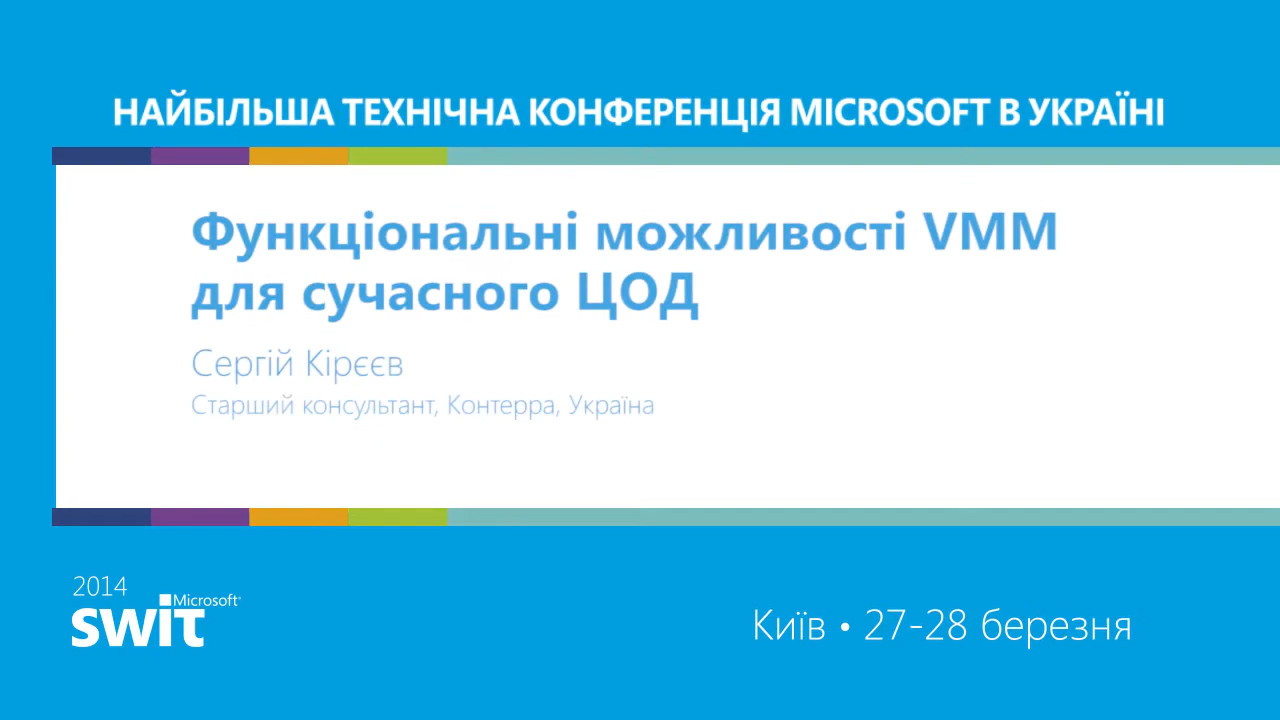 НАЙБІЛЬША ТЕХНІЧНА КОНФЕРЕНЦІЯ MICROSOFT В УКРАЇНІ
Функціональні можливості VMM
для сучасного ЦОД
Сергій Кірєєв
Старший консультант, Контерра, Україна
2014
Microsoft
swit
Київ • 27-28 березня